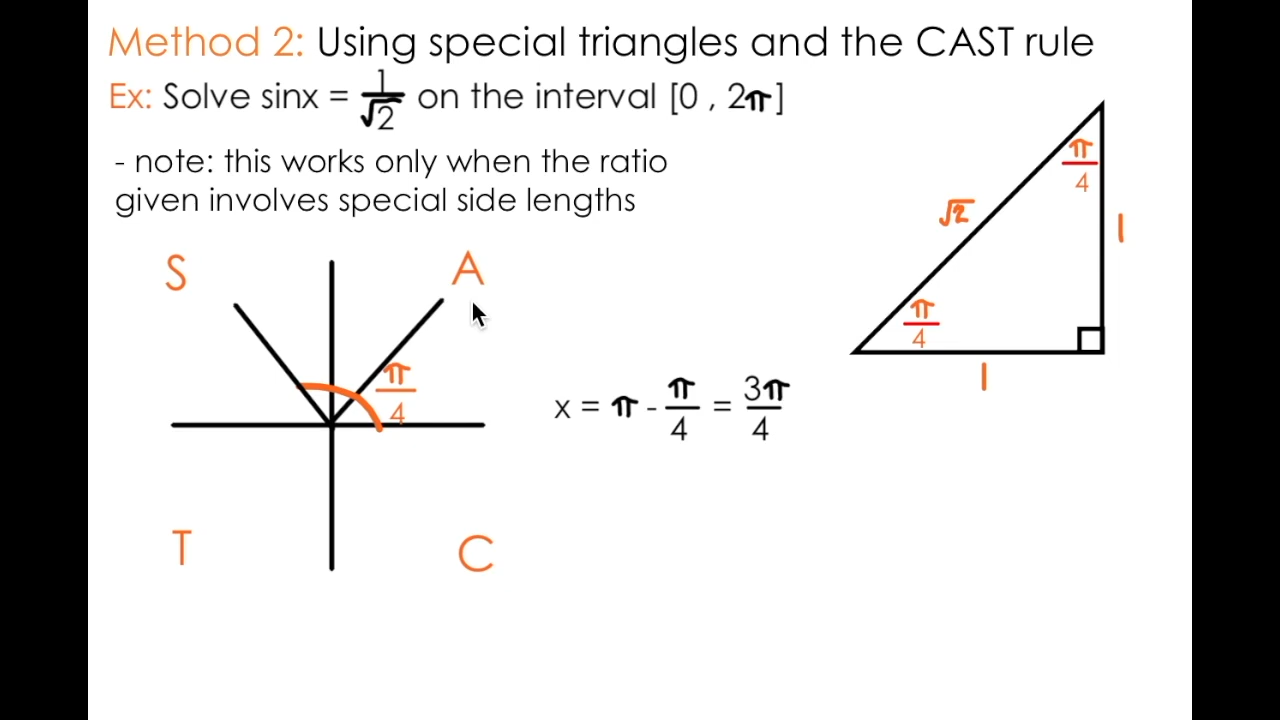 Method 2: Using special triangles and the CAST rule
Ex: Solve sinx = 1/√2 on the interval [0 , 2π]
- note: this works only when the ratio
given involves special side lengths
S
A
π/4
T
C
x = π - π/4 = 3π/4
π/4
√2
1
π/4
1